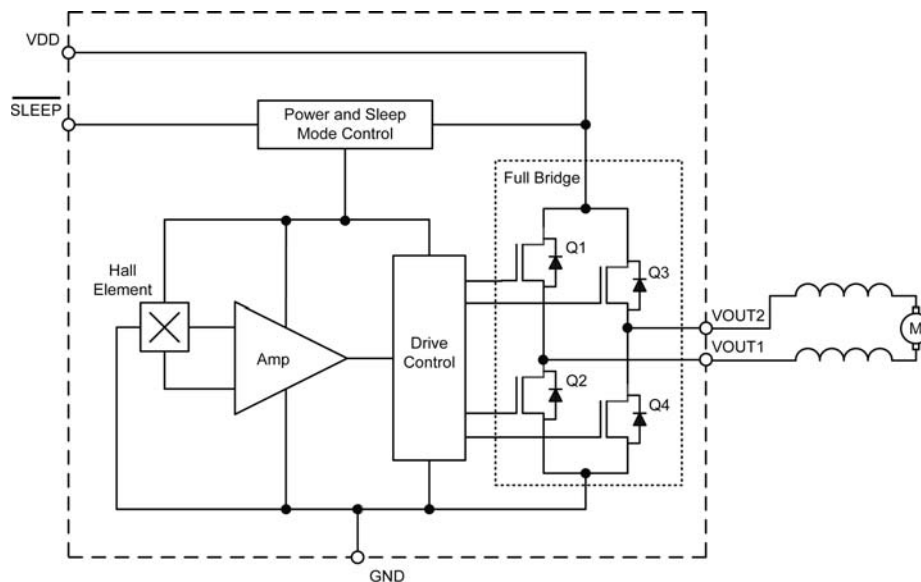 VDD
SLEEP
Power and Sleep
Mode Control
Full Bridge
Q1
Q3
Hall
Element
VOUT2
M
VOUT1
Amp
Drive
Control
Q2
Q4
GND